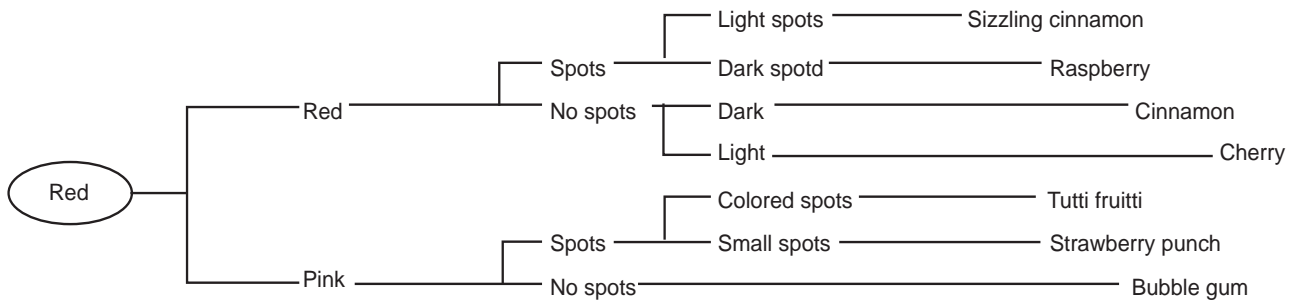 Light spots Sizzling cinnamon
Spots Dark spotd Raspberry
Red No spots Dark Cinnamon
Light Cherry
Red
Colored spots Tutti fruitti
Spots Small spots Strawberry punch
Pink No spots Bubble gum